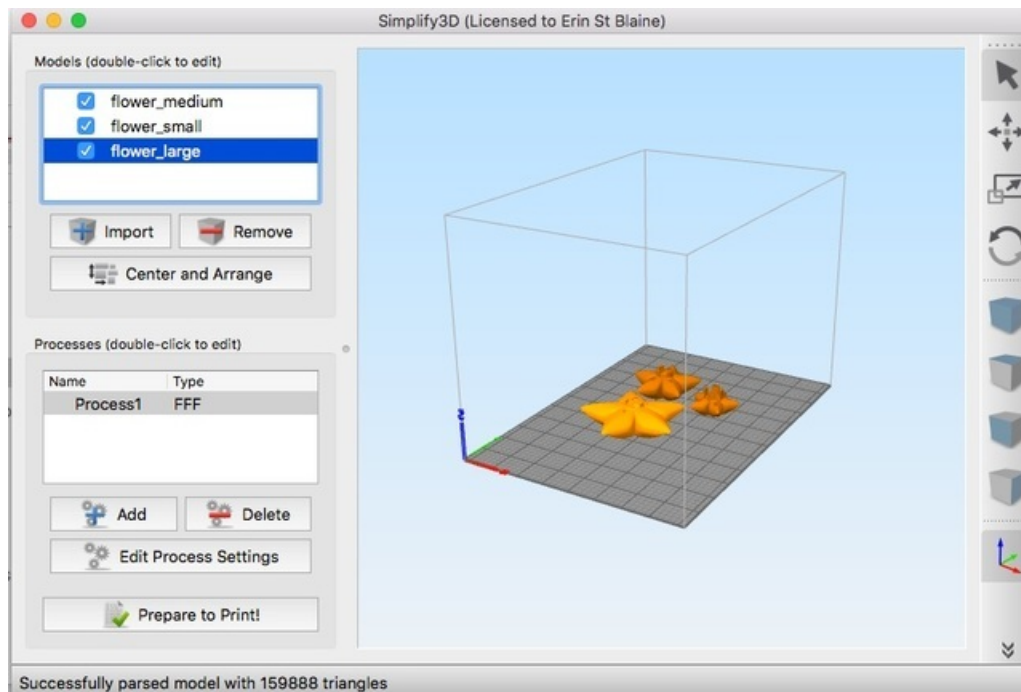 Simplify3D (Licensed to Erin St Blaine)
Models (double-click to edit)
flower_medium
flower_small
flower_large
Import
Remove
Center and Arrange
Processes (double-click to edit)
Name Type
Process1 FFF
Add
Delete
Edit Process Settings
Prepare to Print!
Successfully parsed model with 159888 triangles